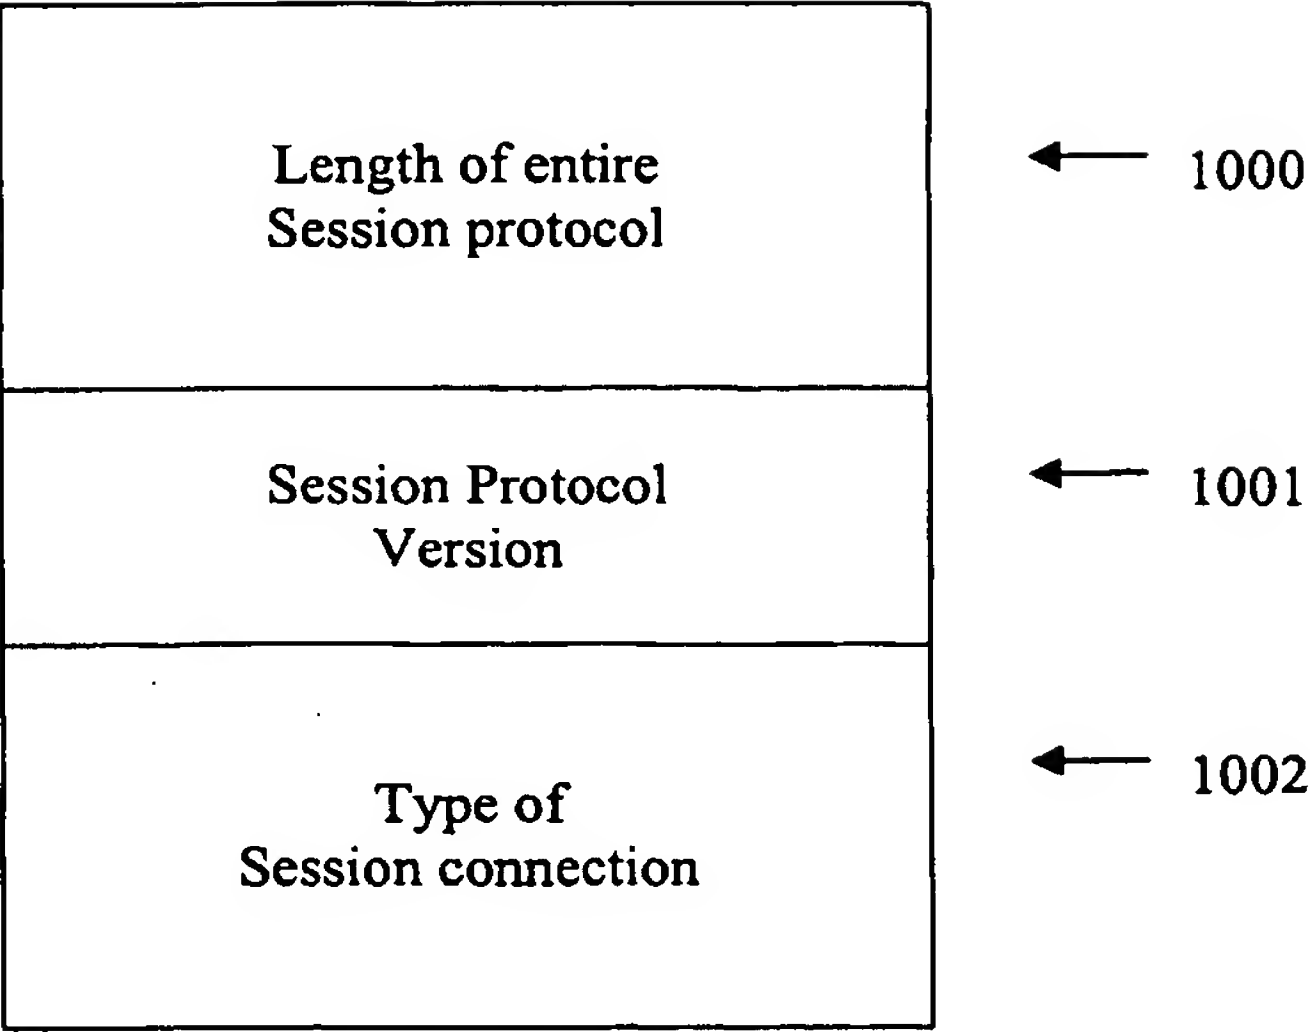 Length of entire
Session protocol
1000
Session Protocol
Version
1001
Type of
Session connection
1002